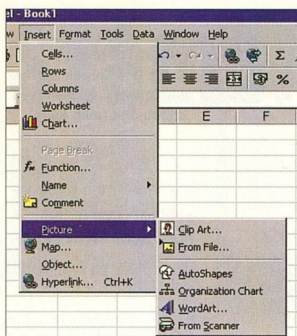 el - Book1
w Insert Format Tools Data Window Help
Cells...
Rows
Columns
Worksheet
Chart...
Page Break
Function...
Name
Comment
Picture
Map...
Object...
Hyperlink... Ctrl+K
E F
Clip Art...
From File...
AutoShapes
Organization Chart
WordArt...
From Scanner